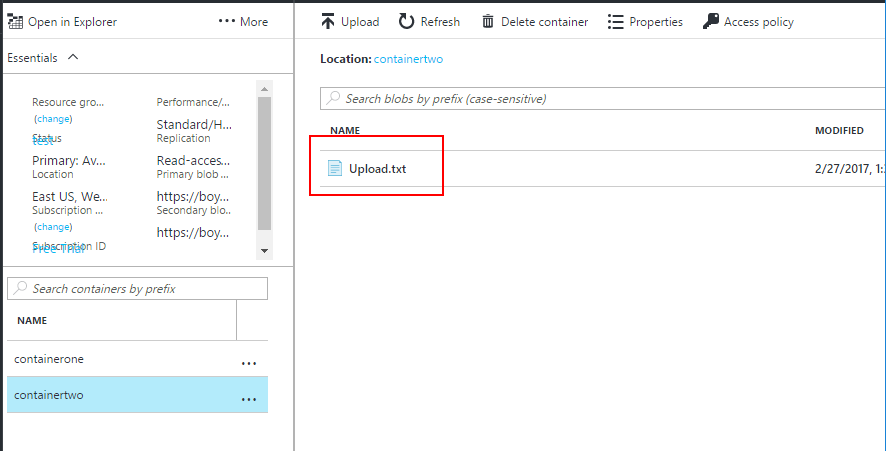 Open in Explorer
••• More
Essentials
Resource gro...
(change)
test
Status
Primary: Av...
Location
East US, We...
Subscription ...
(change)
Free Trial
Subscription ID
Performance/...
Standard/H...
Replication
Read-acces...
Primary blob
https://boy...
Secondary blo...
https://boy...
Search containers by prefix
NAME
containerone ...
containertwo ...
Upload
Refresh
Delete container
Properties
Access policy
Location: containertwo
Search blobs by prefix (case-sensitive)
NAME MODIFIED
Upload.txt 2/27/2017, 1: